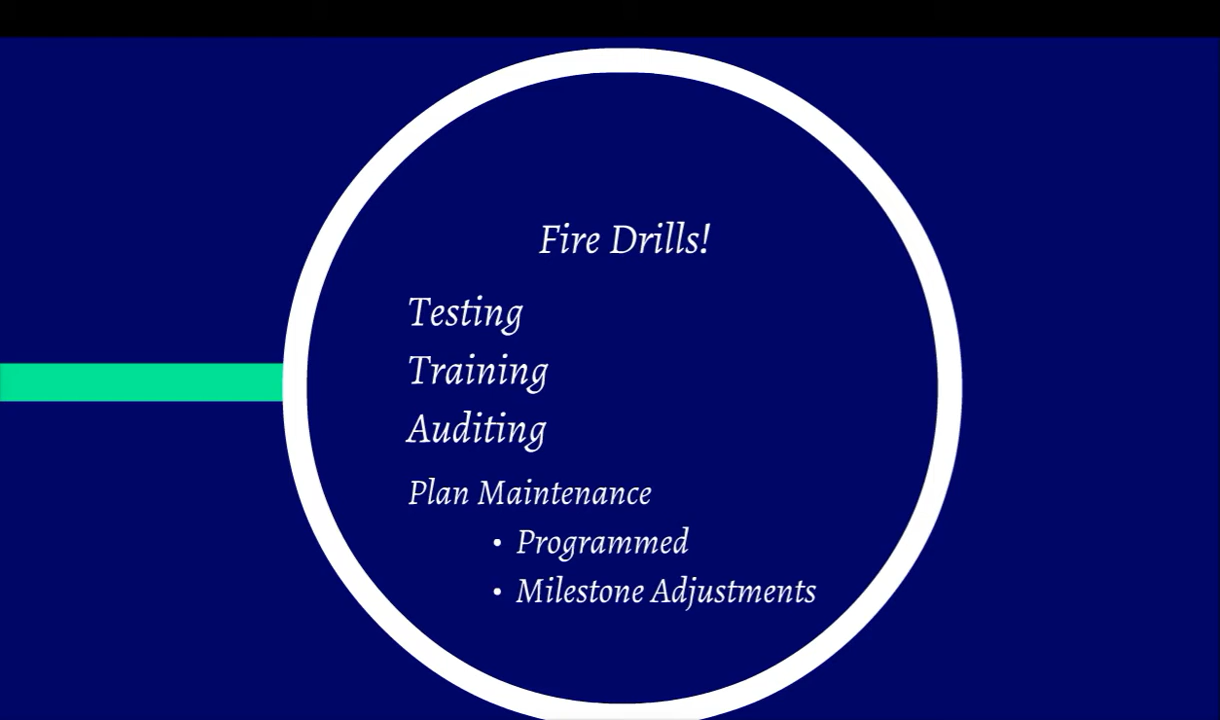 Fire Drills!
Testing
Training
Auditing
Plan Maintenance
• Programmed
• Milestone Adjustments